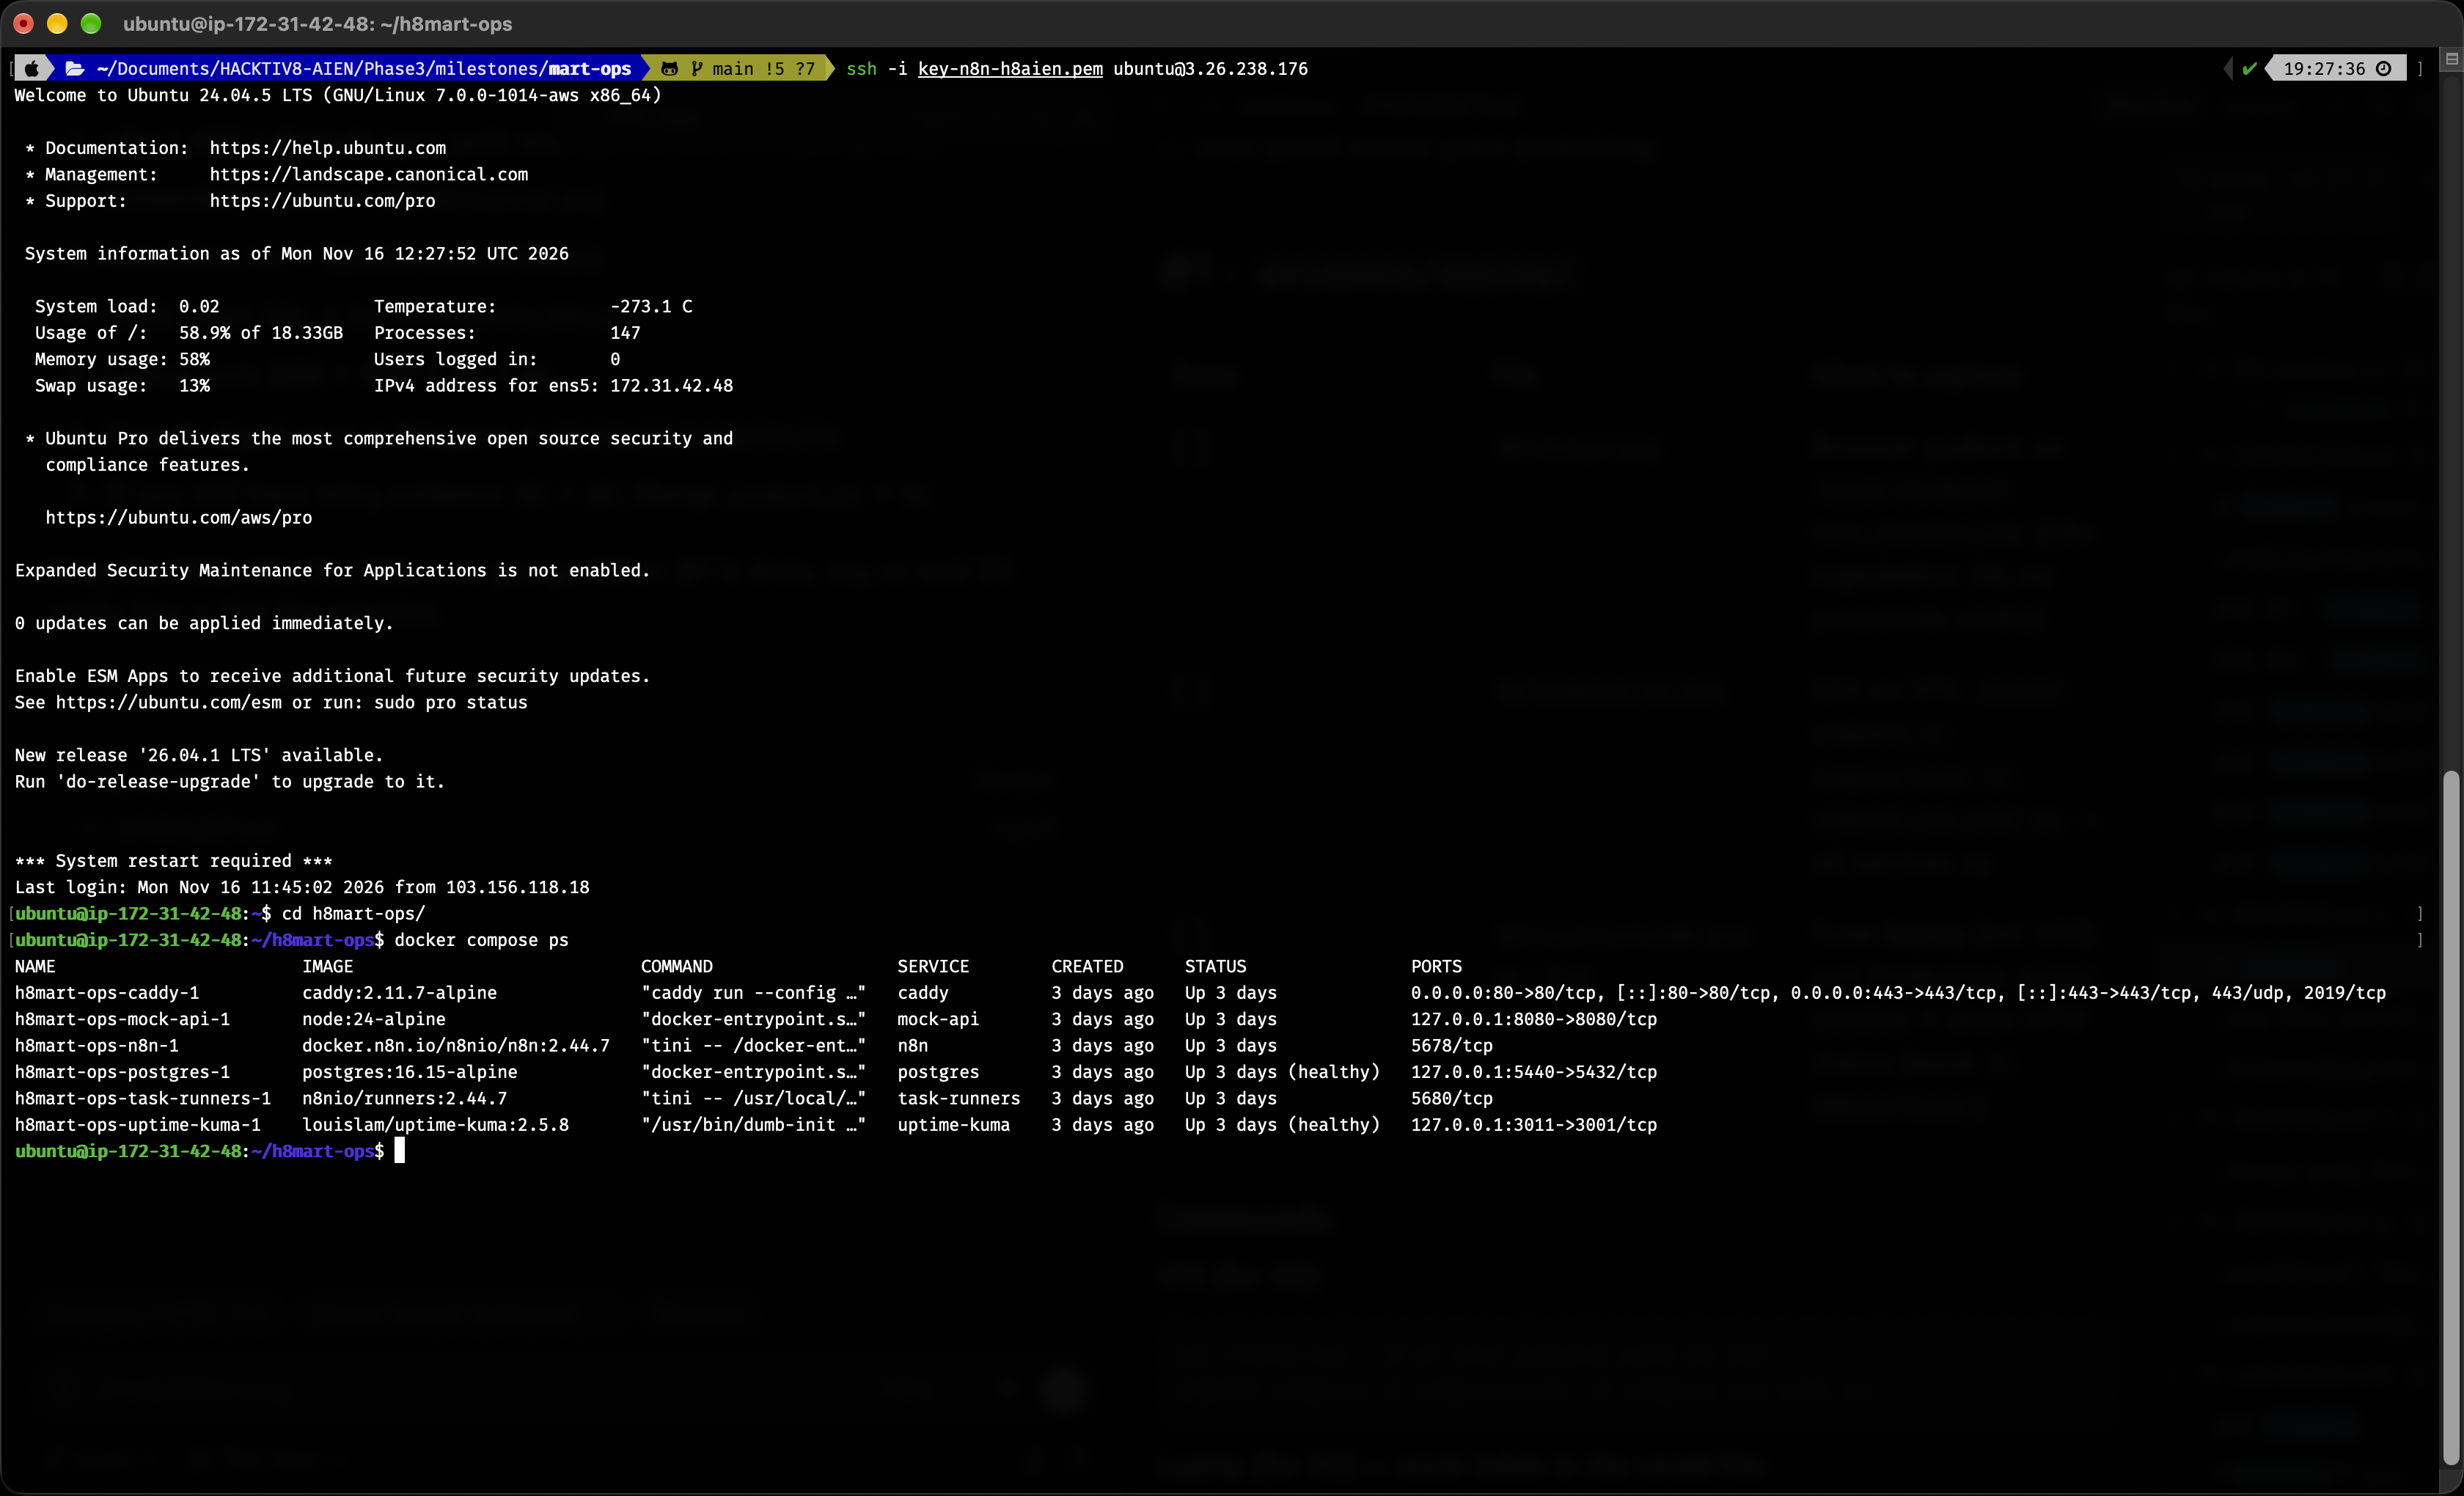 ubuntu@ip-172-31-42-48: ~/h8mart-ops
~/Documents/HACKTIV8-AIEN/Phase3/milestones/mart-ops main !5 ?7 ssh -i key-n8n-h8aien.pem ubuntu@3.26.238.176 ✔ 19:27:36
Welcome to Ubuntu 24.04.5 LTS (GNU/Linux 7.0.0-1014-aws x86_64)
* Documentation: https://help.ubuntu.com
* Management: https://landscape.canonical.com
* Support: https://ubuntu.com/pro
System information as of Mon Nov 16 12:27:52 UTC 2026
System load: 0.02 Temperature: -273.1 C
Usage of /: 58.9% of 18.33GB Processes: 147
Memory usage: 58% Users logged in: 0
Swap usage: 13% IPv4 address for ens5: 172.31.42.48
* Ubuntu Pro delivers the most comprehensive open source security and
compliance features.
https://ubuntu.com/aws/pro
Expanded Security Maintenance for Applications is not enabled.
0 updates can be applied immediately.
Enable ESM Apps to receive additional future security updates.
See https://ubuntu.com/esm or run: sudo pro status
New release '26.04.1 LTS' available.
Run 'do-release-upgrade' to upgrade to it.
*** System restart required ***
Last login: Mon Nov 16 11:45:02 2026 from 103.156.118.18
ubuntu@ip-172-31-42-48:~$ cd h8mart-ops/
ubuntu@ip-172-31-42-48:~/h8mart-ops$ docker compose ps
NAME IMAGE COMMAND SERVICE CREATED STATUS PORTS
h8mart-ops-caddy-1 caddy:2.11.7-alpine "caddy run --config …" caddy 3 days ago Up 3 days 0.0.0.0:80->80/tcp, [::]:80->80/tcp, 0.0.0.0:443->443/tcp, [::]:443->443/tcp, 443/udp, 2019/tcp
h8mart-ops-mock-api-1 node:24-alpine "docker-entrypoint.s…" mock-api 3 days ago Up 3 days 127.0.0.1:8080->8080/tcp
h8mart-ops-n8n-1 docker.n8n.io/n8nio/n8n:2.44.7 "tini -- /docker-ent…" n8n 3 days ago Up 3 days 5678/tcp
h8mart-ops-postgres-1 postgres:16.15-alpine "docker-entrypoint.s…" postgres 3 days ago Up 3 days (healthy) 127.0.0.1:5440->5432/tcp
h8mart-ops-task-runners-1 n8nio/runners:2.44.7 "tini -- /usr/local/…" task-runners 3 days ago Up 3 days 5680/tcp
h8mart-ops-uptime-kuma-1 louislam/uptime-kuma:2.5.8 "/usr/bin/dumb-init …" uptime-kuma 3 days ago Up 3 days (healthy) 127.0.0.1:3011->3001/tcp
ubuntu@ip-172-31-42-48:~/h8mart-ops$